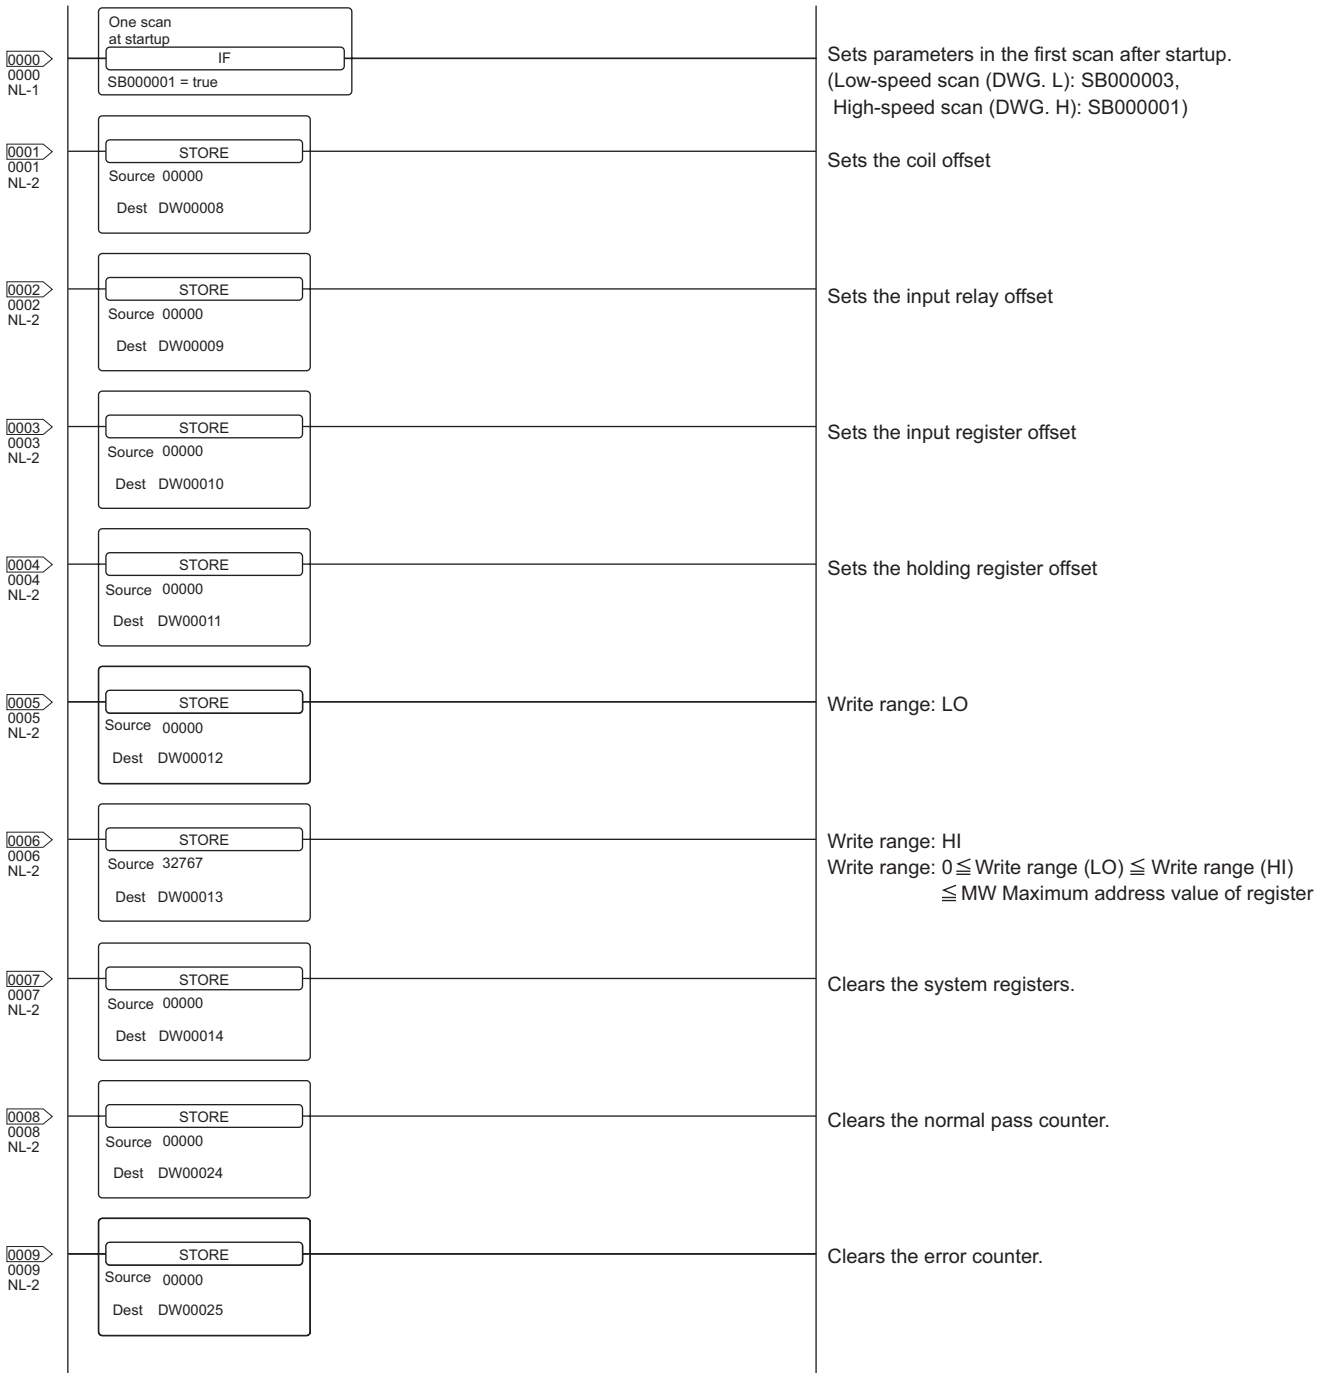 One scan
at startup
0000
0000
NL-1
IF
SB000001 = true
Sets parameters in the first scan after startup.
(Low-speed scan (DWG. L): SB000003,
High-speed scan (DWG. H): SB000001)
0001
0001
NL-2
STORE
Source 00000
Dest DW00008
Sets the coil offset
0002
0002
NL-2
STORE
Source 00000
Dest DW00009
Sets the input relay offset
0003
0003
NL-2
STORE
Source 00000
Dest DW00010
Sets the input register offset
0004
0004
NL-2
STORE
Source 00000
Dest DW00011
Sets the holding register offset
0005
0005
NL-2
STORE
Source 00000
Dest DW00012
Write range: LO
0006
0006
NL-2
STORE
Source 32767
Dest DW00013
Write range: HI
Write range: 0≦Write range (LO) ≦ Write range (HI)
≦MW Maximum address value of register
0007
0007
NL-2
STORE
Source 00000
Dest DW00014
Clears the system registers.
0008
0008
NL-2
STORE
Source 00000
Dest DW00024
Clears the normal pass counter.
0009
0009
NL-2
STORE
Source 00000
Dest DW00025
Clears the error counter.